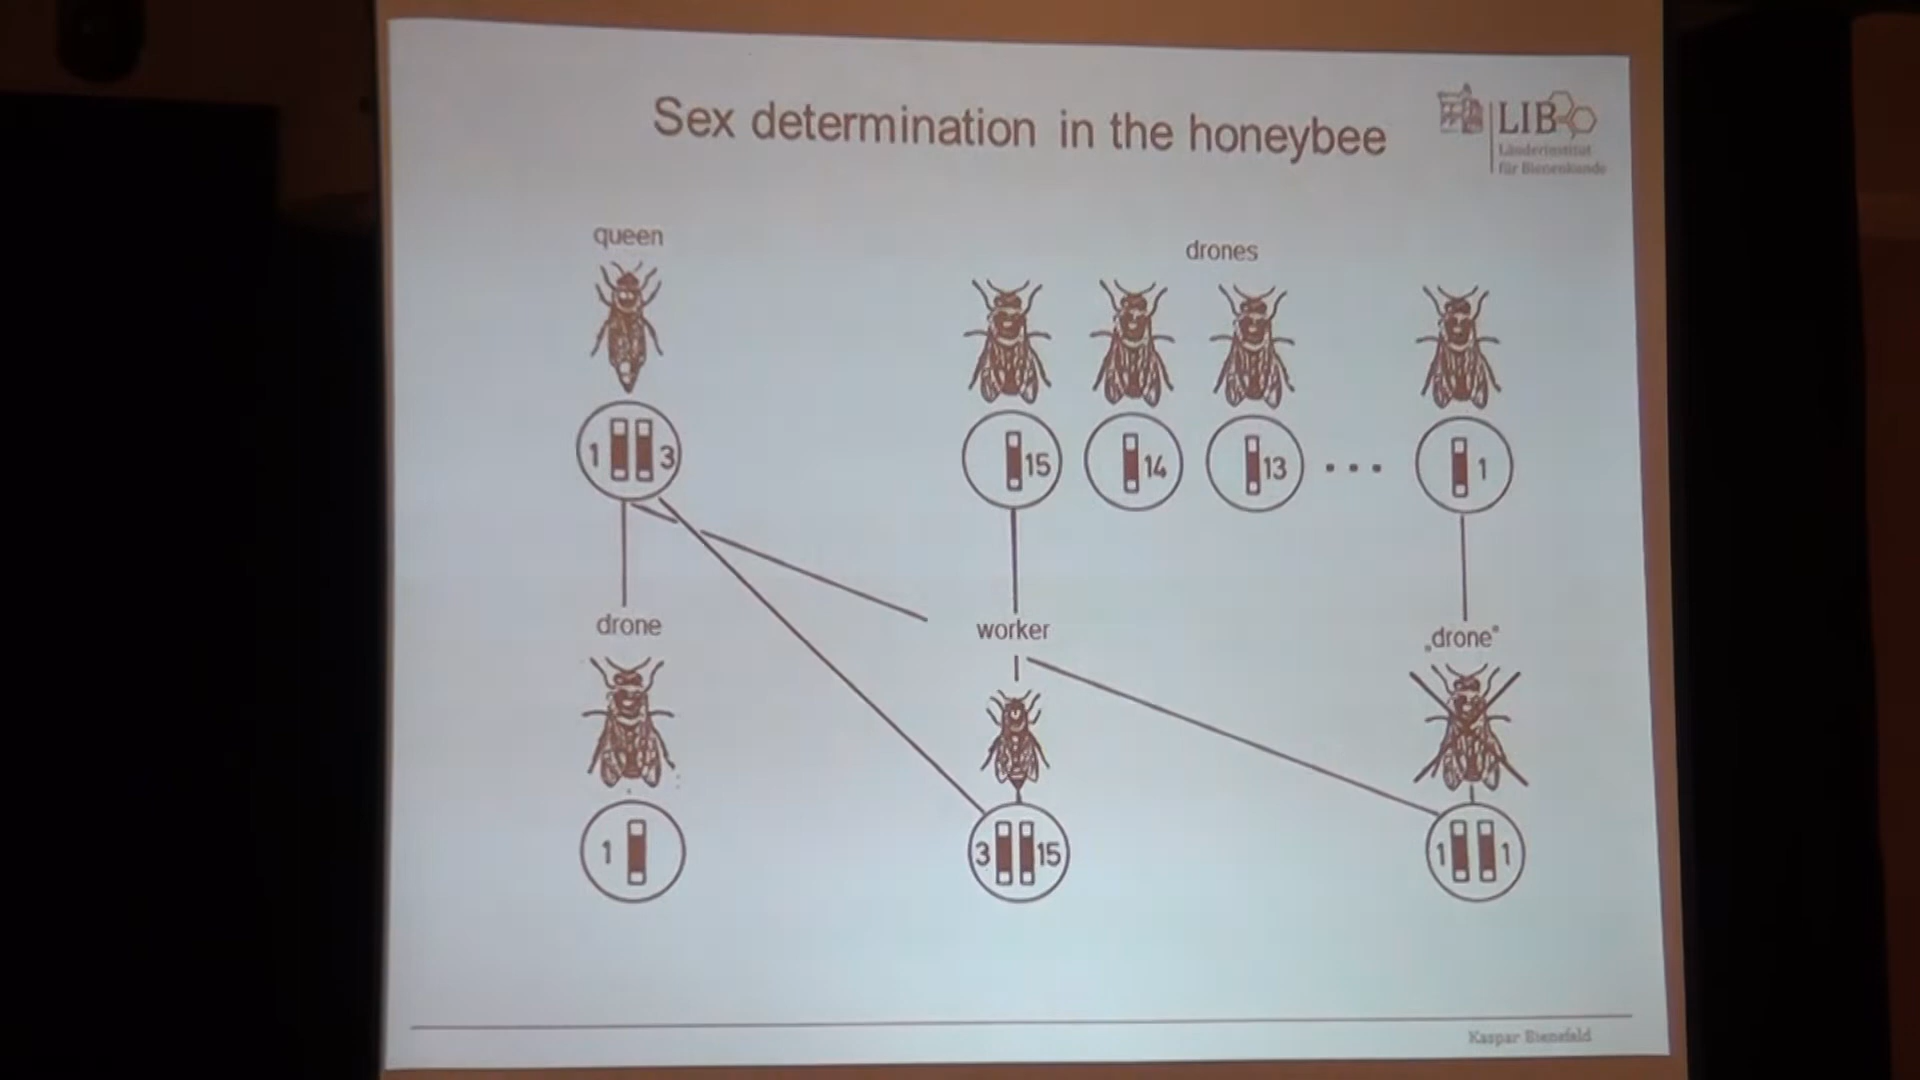 Sex determination in the honeybee
LIB
Länderinstitut
für Bienenkunde
queen
drones
1 3
15
14
13
...
1
drone
worker
„drone“
1
3 15
1 1
Kaspar Bienefeld